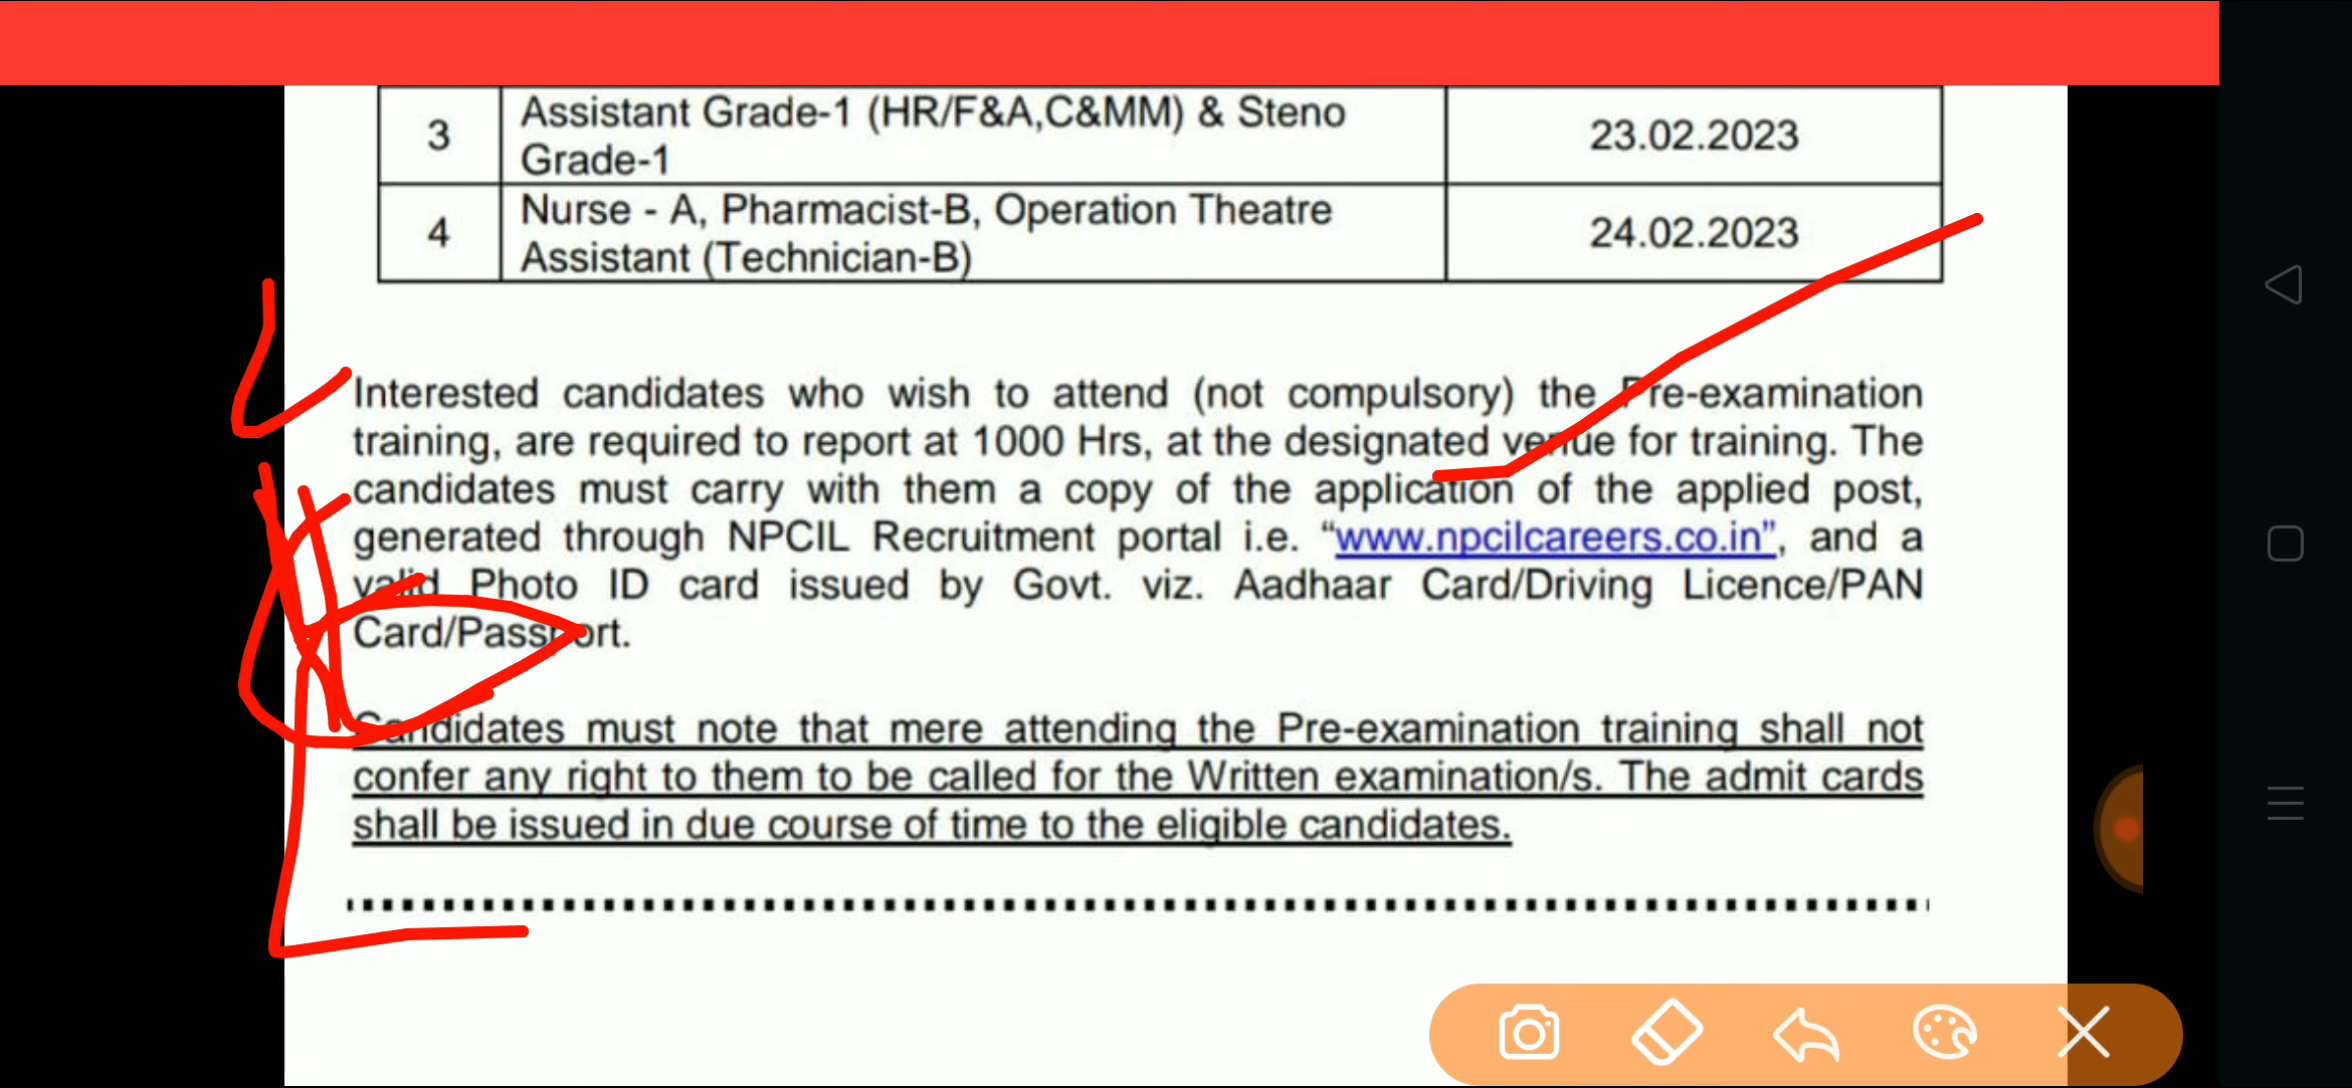 3
Assistant Grade-1 (HR/F&A,C&MM) & Steno
Grade-1
23.02.2023
4
Nurse - A, Pharmacist-B, Operation Theatre
Assistant (Technician-B)
24.02.2023
Interested candidates who wish to attend (not compulsory) the Pre-examination
training, are required to report at 1000 Hrs, at the designated venue for training. The
candidates must carry with them a copy of the application of the applied post,
generated through NPCIL Recruitment portal i.e. “www.npcilcareers.co.in”, and a
valid Photo ID card issued by Govt. viz. Aadhaar Card/Driving Licence/PAN
Card/Passport.
Candidates must note that mere attending the Pre-examination training shall not
confer any right to them to be called for the Written examination/s. The admit cards
shall be issued in due course of time to the eligible candidates.